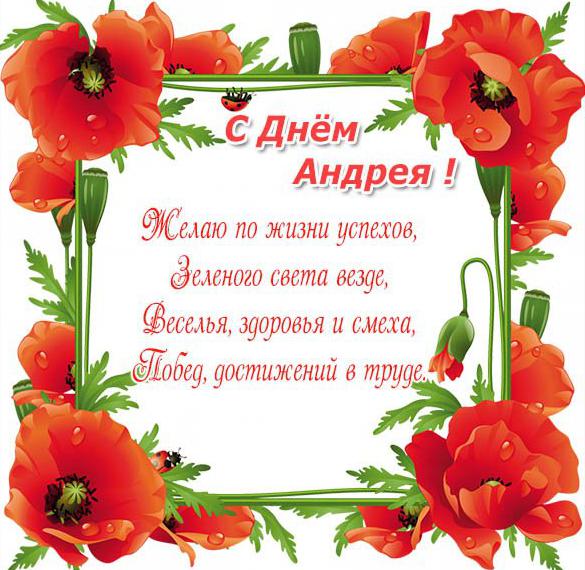 С Днём
Андрея !
Желаю по жизни успехов,
Зеленого света везде,
Веселья, здоровья и смеха,
Побед, достижений в труде.